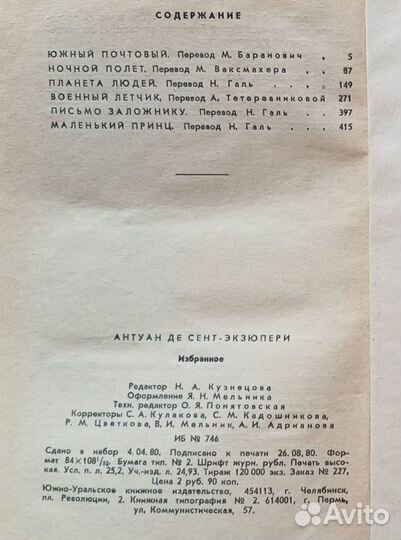 СОДЕРЖАНИЕ
ЮЖНЫЙ ПОЧТОВЫЙ. Перевод М. Баранович . 5
НОЧНОЙ ПОЛЕТ. Перевод М. Ваксмахера . 87
ПЛАНЕТА ЛЮДЕЙ. Перевод Н. Галь . . . 149
ВОЕННЫЙ ЛЕТЧИК. Перевод А. Тетеревниковой 271
ПИСЬМО ЗАЛОЖНИКУ. Перевод Н. Галь . . . 397
МАЛЕНЬКИЙ ПРИНЦ. Перевод Н. Галь . . . . 415
АНТУАН ДЕ СЕНТ-ЭКЗЮПЕРИ
Избранное
Редактор Н. А. Кузнецова
Оформление Я. Н. Мельника
Техн. редактор О. Я. Понятовская
Корректоры С. А. Кулакова, С. М. Кадошникова,
Р. М. Цветкова, В. И. Мельник, А. И. Адрианова
ИБ № 746
Сдано в набор 4.04.80. Подписано к печати 26.08.80. Фор-
мат 84×108¹/₃₂. Бумага тип. № 2. Шрифт журн. рубл. Печать высо-
кая. Усл. п. л. 25,2, Уч.-изд. л. 24,93. Тираж 120 000 экз. Заказ № 227,
Цена 2 руб. 90 коп.
Южно-Уральское книжное издательство, 454113, г. Челябинск,
пл. Революции, 2. Книжная типография № 2. 614001, г. Пермь,
ул. Коммунистическая, 57.
Avito